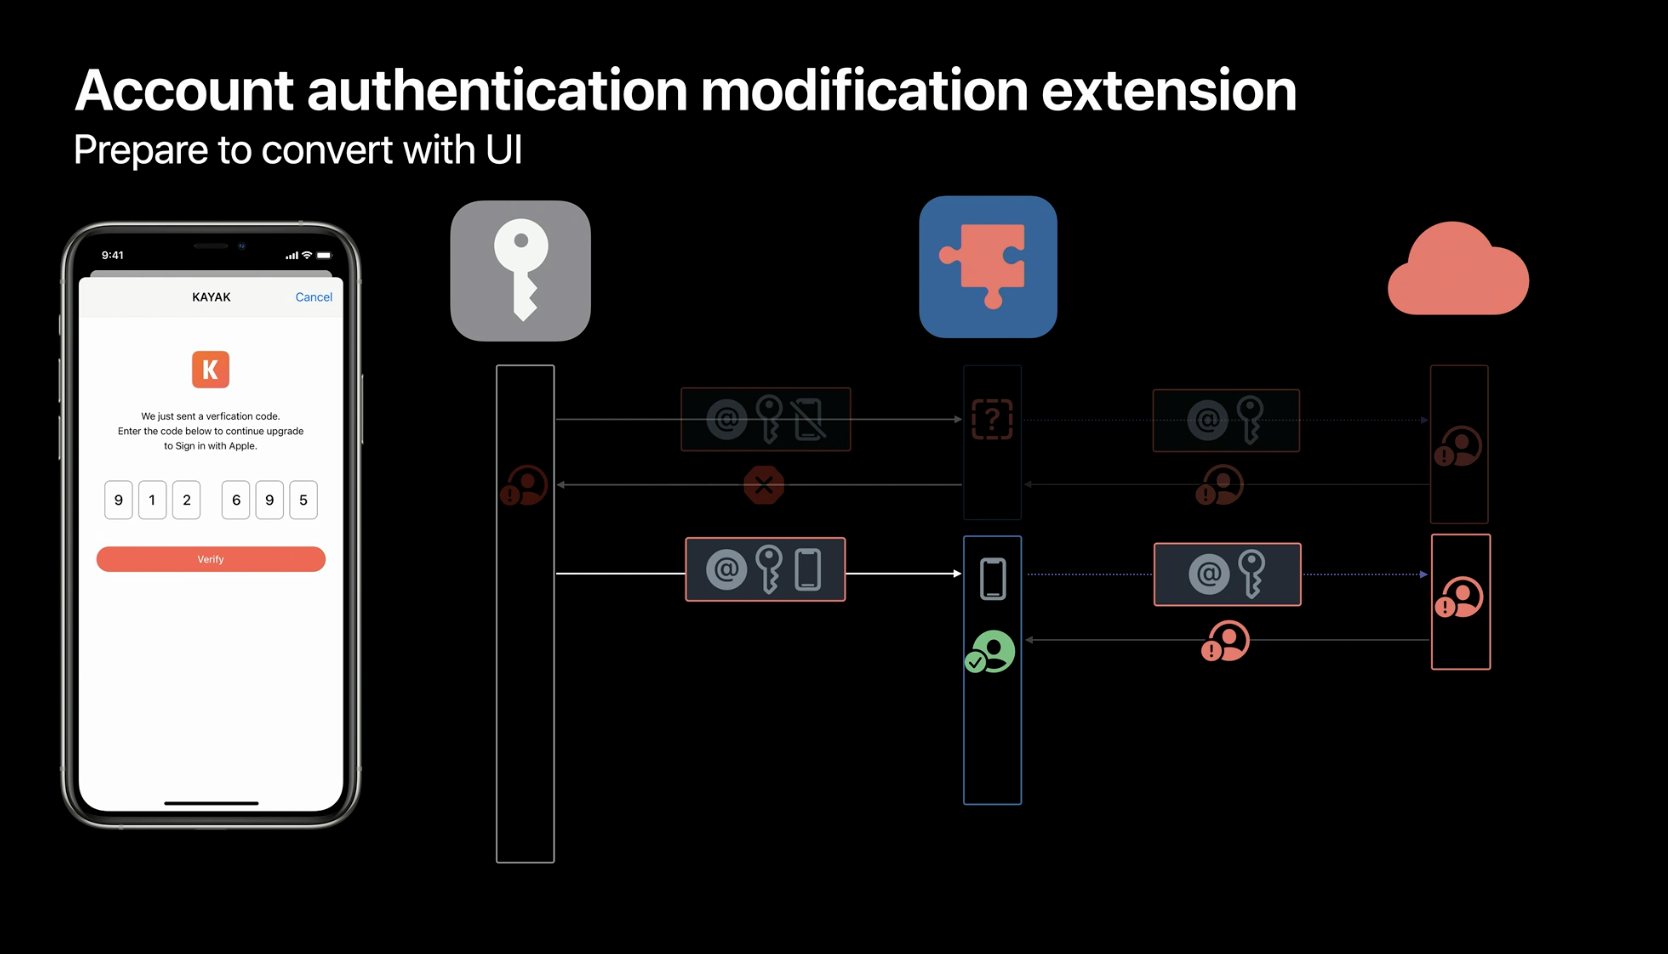 Account authentication modification extension
Prepare to convert with UI
9:41
KAYAK
Cancel
K
We just sent a verfication code.
Enter the code below to continue upgrade
to Sign in with Apple.
9 1 2 6 9 5
Verify
@
?
@
@
@